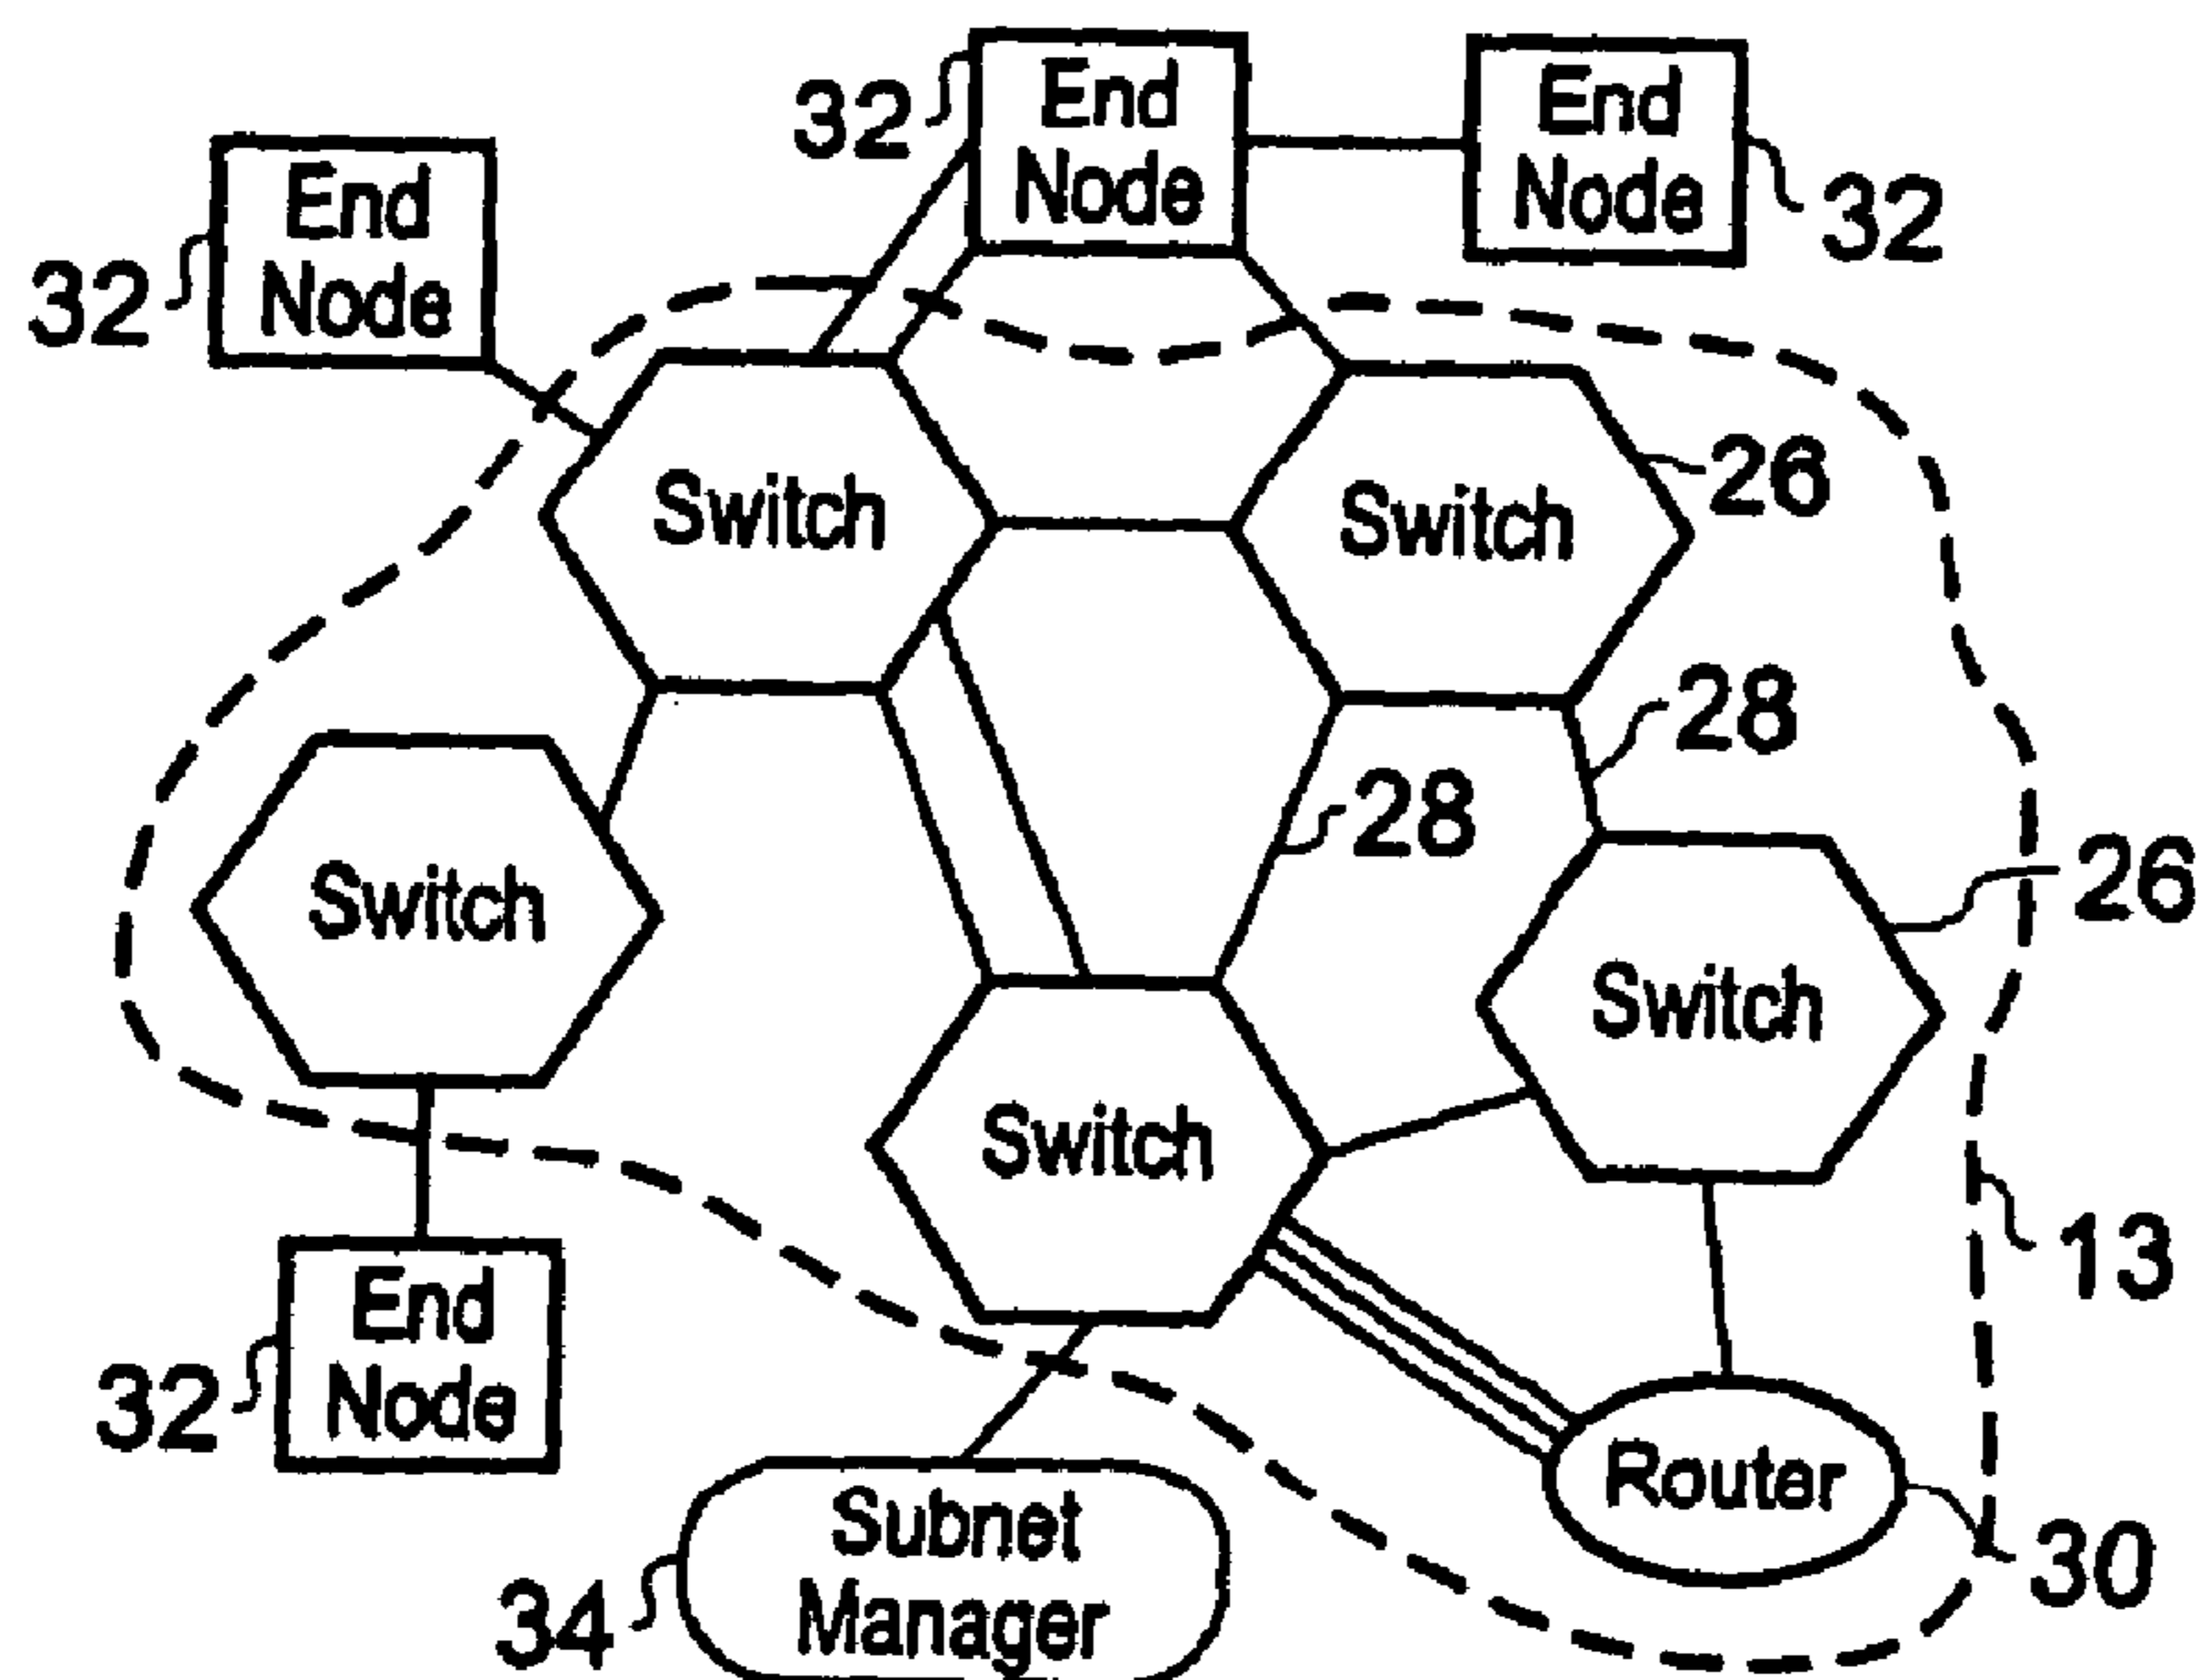 End
Node
32
End
Node
32
End
Node
32
Switch
Switch
26
28
28
Switch
26
Switch
Switch
13
End
Node
32
Router
30
Subnet
Manager
34